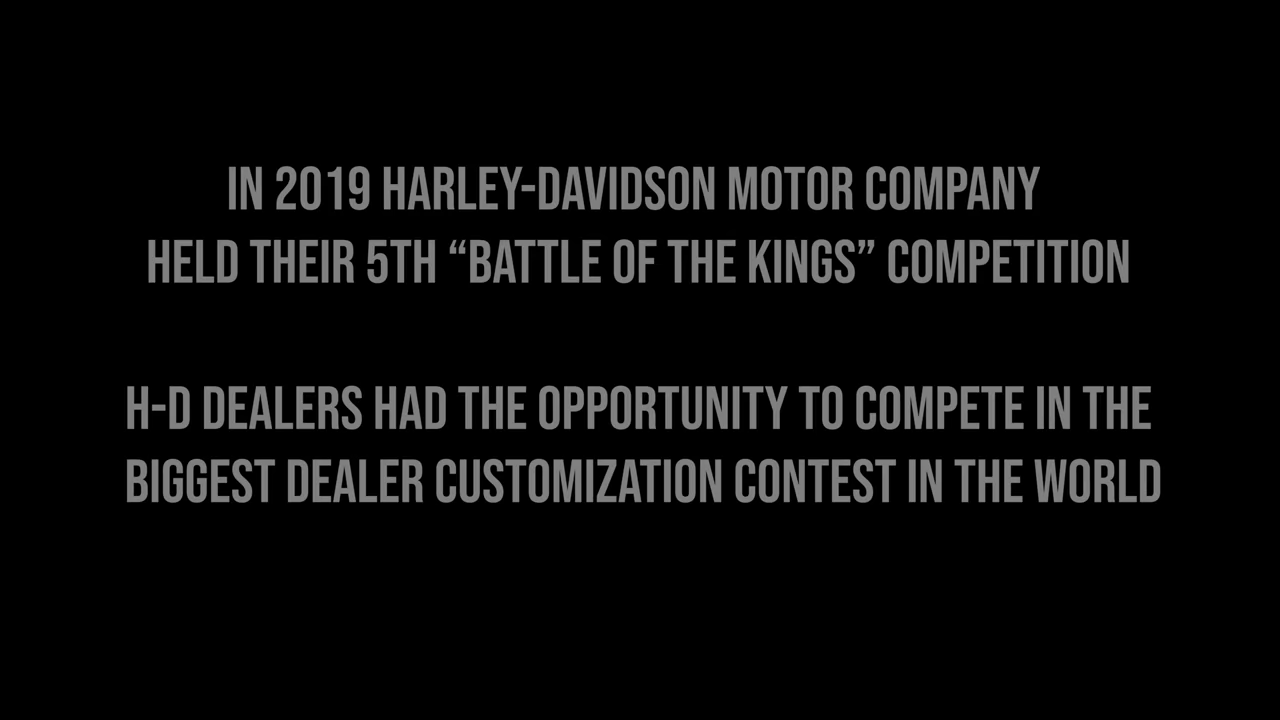 IN 2019 HARLEY-DAVIDSON MOTOR COMPANY
HELD THEIR 5TH “BATTLE OF THE KINGS” COMPETITION
H-D DEALERS HAD THE OPPORTUNITY TO COMPETE IN THE
BIGGEST DEALER CUSTOMIZATION CONTEST IN THE WORLD